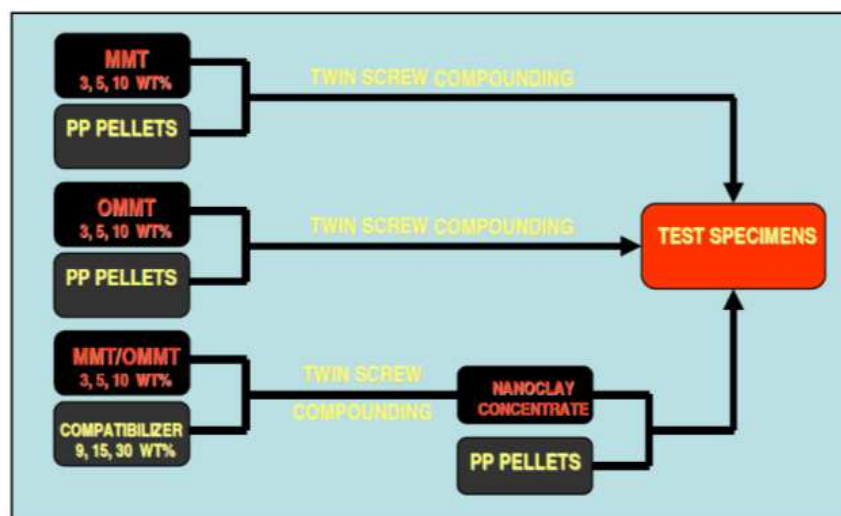 MMT
3, 5, 10 WT%
PP PELLETS
TWIN SCREW COMPOUNDING
OMMT
3, 5, 10 WT%
PP PELLETS
TWIN SCREW COMPOUNDING
TEST SPECIMENS
MMT/OMMT
3, 5, 10 WT%
COMPATIBILIZER
9, 15, 30 WT%
TWIN SCREW
COMPOUNDING
NANOCLAY
CONCENTRATE
PP PELLETS